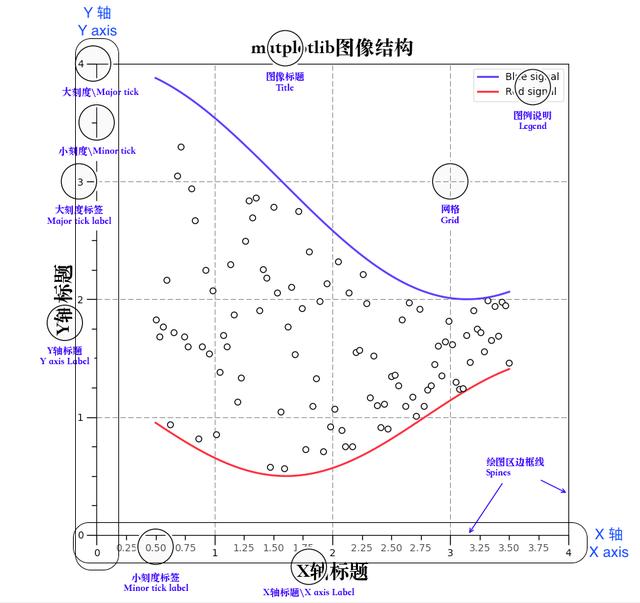 Y 轴
Y axis
matplotlib图像结构
图像标题
Title
4
大刻度\Major tick
Blue signal
Red signal
图例说明
Legend
小刻度\Minor tick
3
大刻度标签
Major tick label
网格
Grid
2
Y轴标题
Y轴标题
Y axis Label
1
绘图区边框线
Spines
0
X 轴
X axis
0 0.25 0.50 0.75 1 1.25 1.50 1.75 2 2.25 2.50 2.75 3 3.25 3.50 3.75 4
X轴标题
小刻度标签
Minor tick label
X轴标题\X axis Label